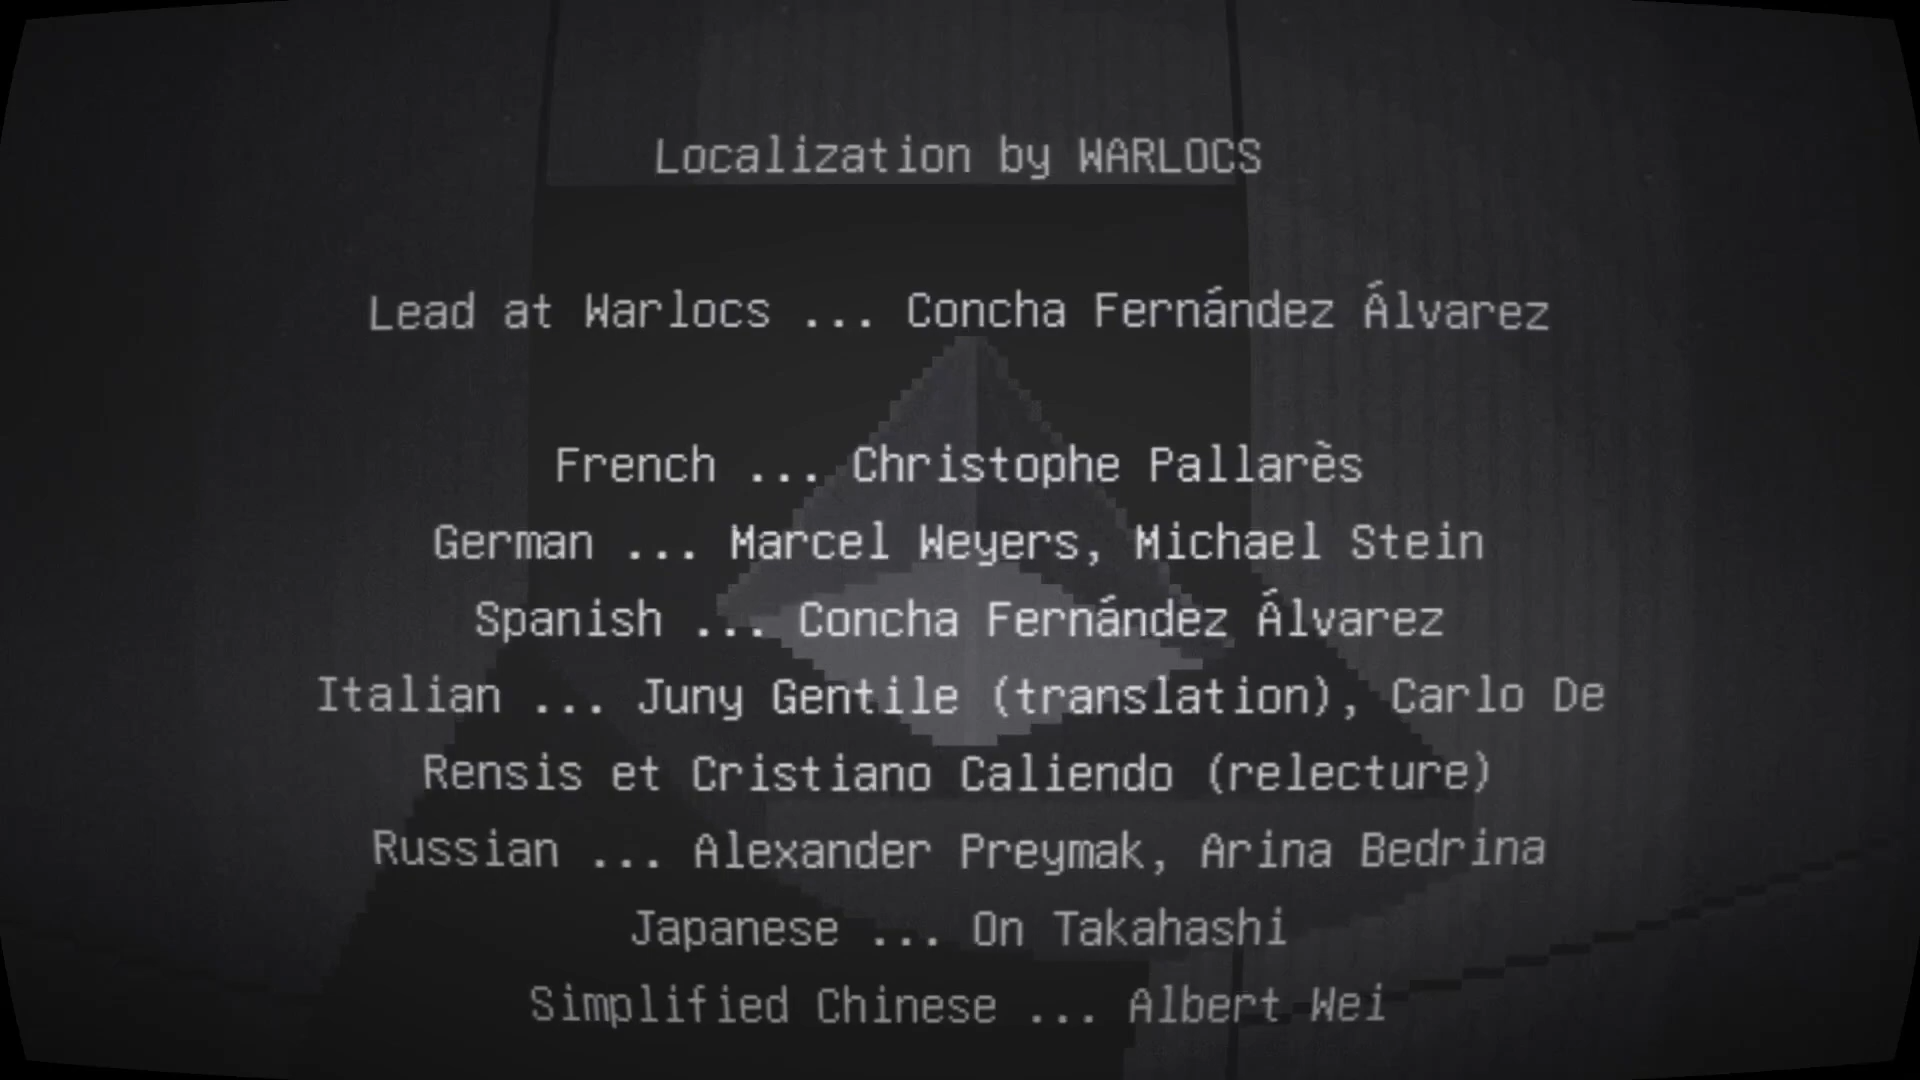 Localization by WARLOCS
Lead at Warlocs ... Concha Fernández Álvarez
French ... Christophe Pallarès
German ... Marcel Weyers, Michael Stein
Spanish ... Concha Fernández Álvarez
Italian ... Juny Gentile (translation), Carlo De
Rensis et Cristiano Caliendo (relecture)
Russian ... Alexander Preymak, Arina Bedrina
Japanese ... On Takahashi
Simplified Chinese ... Albert Wei